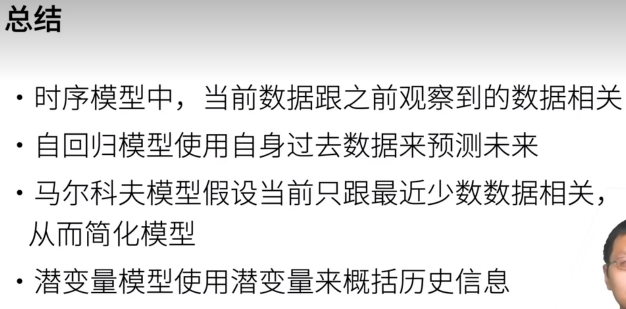 总结
· 时序模型中，当前数据跟之前观察到的数据相关
· 自回归模型使用自身过去数据来预测未来
· 马尔科夫模型假设当前只跟最近少数数据相关，
从而简化模型
· 潜变量模型使用潜变量来概括历史信息